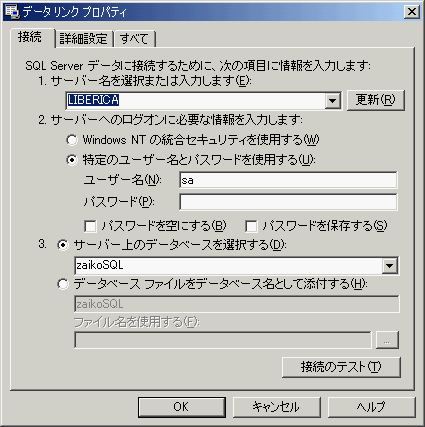 データ リンク プロパティ
接続 詳細設定 すべて
SQL Server データに接続するために、次の項目に情報を入力します:
1. サーバー名を選択または入力します(E):
LIBERICA 更新(R)
2. サーバーへのログオンに必要な情報を入力します:
Windows NT の統合セキュリティを使用する(W)
特定のユーザー名とパスワードを使用する(U):
ユーザー名(N): sa
パスワード(P):
パスワードを空にする(B) パスワードを保存する(S)
3. サーバー上のデータベースを選択する(D):
zaikoSQL
データベース ファイルをデータベース名として添付する(H):
zaikoSQL
ファイル名を使用する(F):
...
接続のテスト(T)
OK キャンセル ヘルプ